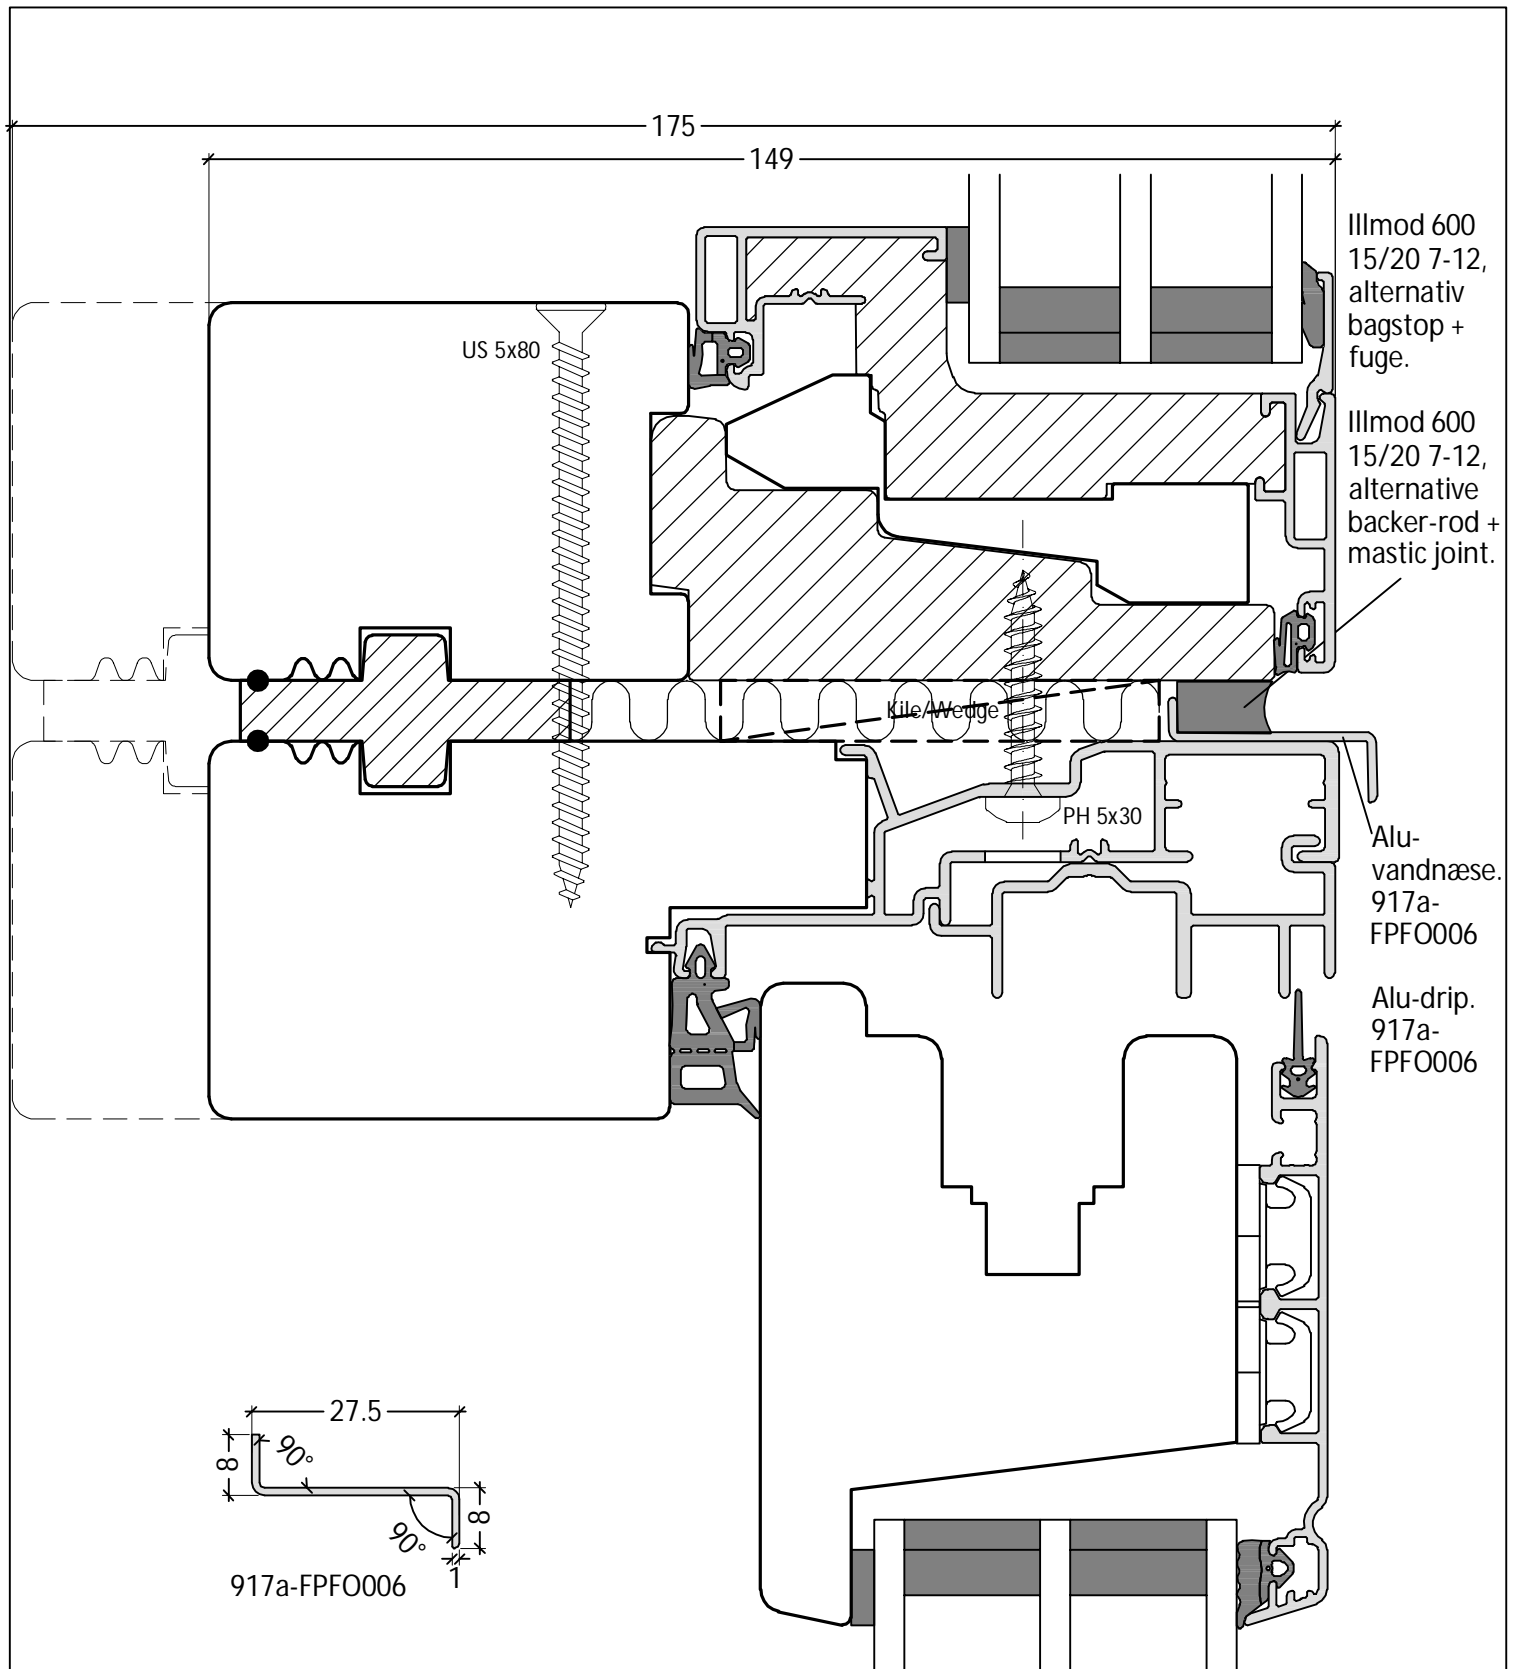 175
149
Illmod 600
15/20 7-12,
alternativ
bagstop +
fuge.
US 5x80
Illmod 600
15/20 7-12,
alternative
backer-rod +
mastic joint.
Kile/Wedge
PH 5x30
Alu-
vandnæse.
917a-
FPFO006
Alu-drip.
917a-
FPFO006
27.5
8
90°
8
90°
1
917a-FPFO006